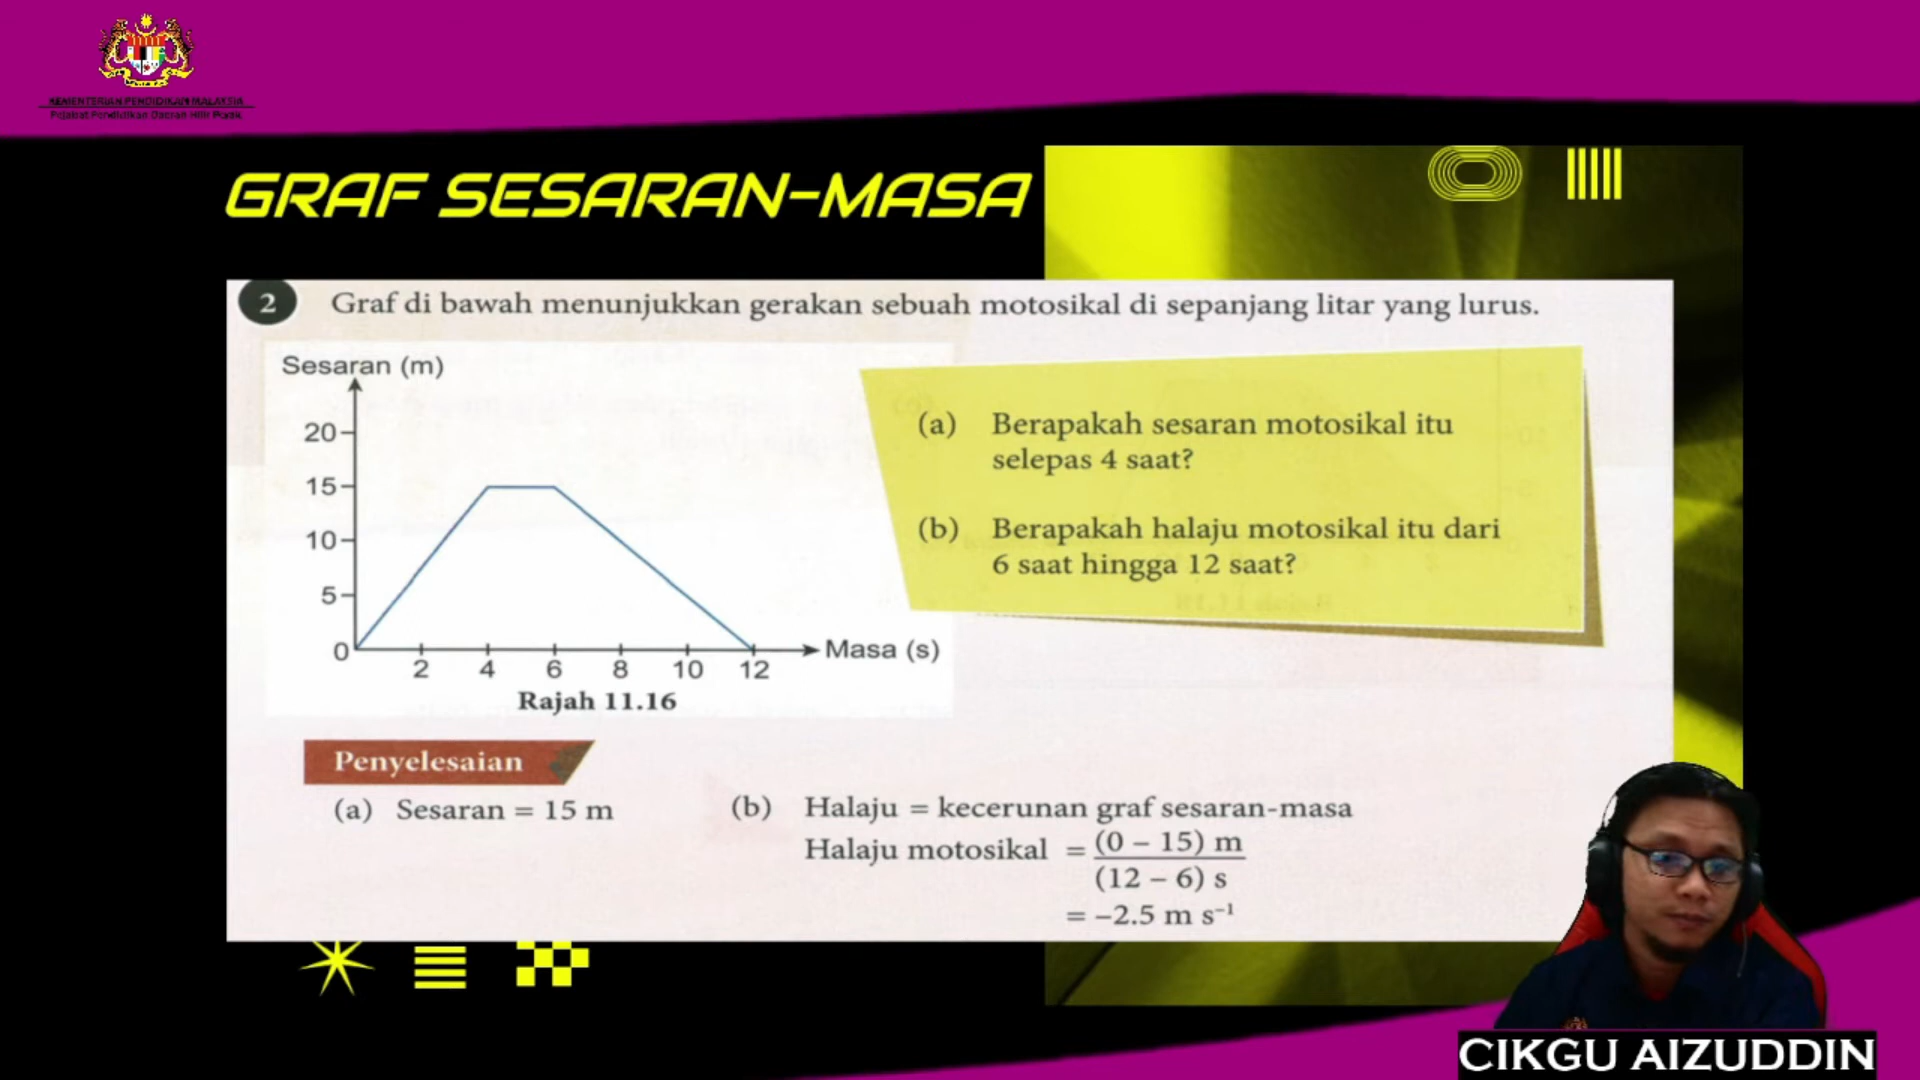 KEMENTERIAN PENDIDIKAN MALAYSIA
Pejabat Pendidikan Daerah Hilir Perak
GRAF SESARAN-MASA
2 Graf di bawah menunjukkan gerakan sebuah motosikal di sepanjang litar yang lurus.
Sesaran (m)
20
15
10
5
0
2 4 6 8 10 12
Masa (s)
Rajah 11.16
(a) Berapakah sesaran motosikal itu
selepas 4 saat?
(b) Berapakah halaju motosikal itu dari
6 saat hingga 12 saat?
Penyelesaian
(a) Sesaran = 15 m
(b) Halaju = kecerunan graf sesaran-masa
Halaju motosikal = (0 – 15) m
(12 – 6) s
= –2.5 m s⁻¹
CIKGU AIZUDDIN